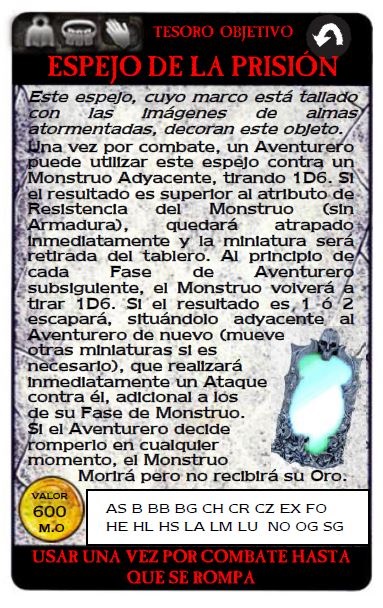 TESORO OBJETIVO
ESPEJO DE LA PRISIÓN
Este espejo, cuyo marco está tallado
con las imágenes de almas
atormentadas, decoran este objeto.
Una vez por combate, un Aventurero
puede utilizar este espejo contra un
Monstruo Adyacente, tirando 1D6. Si
el resultado es superior al atributo de
Resistencia del Monstruo (sin
Armadura), quedará atrapado
inmediatamente y la miniatura será
retirada del tablero. Al principio de
cada Fase de Aventurero
subsiguiente, el Monstruo volverá a
tirar 1D6. Si el resultado es 1 ó 2
escapará, situándolo adyacente al
Aventurero de nuevo (mueve
otras miniaturas si es
necesario), que realizará
inmediatamente un Ataque
contra él, adicional a los
de su Fase de Monstruo.
Si el Aventurero decide
romperlo en cualquier
momento, el Monstruo
Morirá pero no recibirá su Oro.
VALOR
600
M.O
AS B BB BG CH CR CZ EX FO
HE HL HS LA LM LU NO OG SG
USAR UNA VEZ POR COMBATE HASTA
QUE SE ROMPA